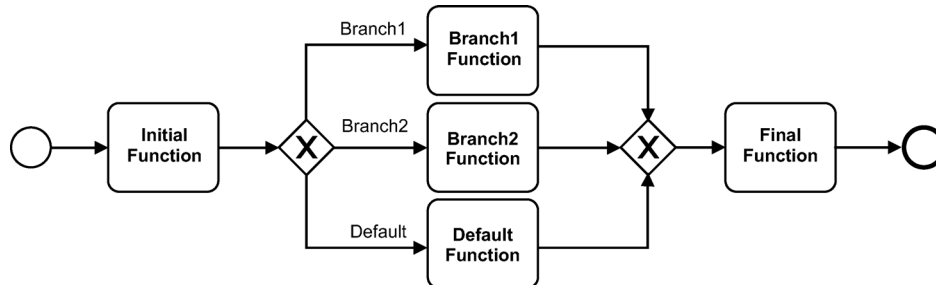 Initial
Function
X
Branch1
Branch1
Function
Branch2
Branch2
Function
Default
Default
Function
X
Final
Function